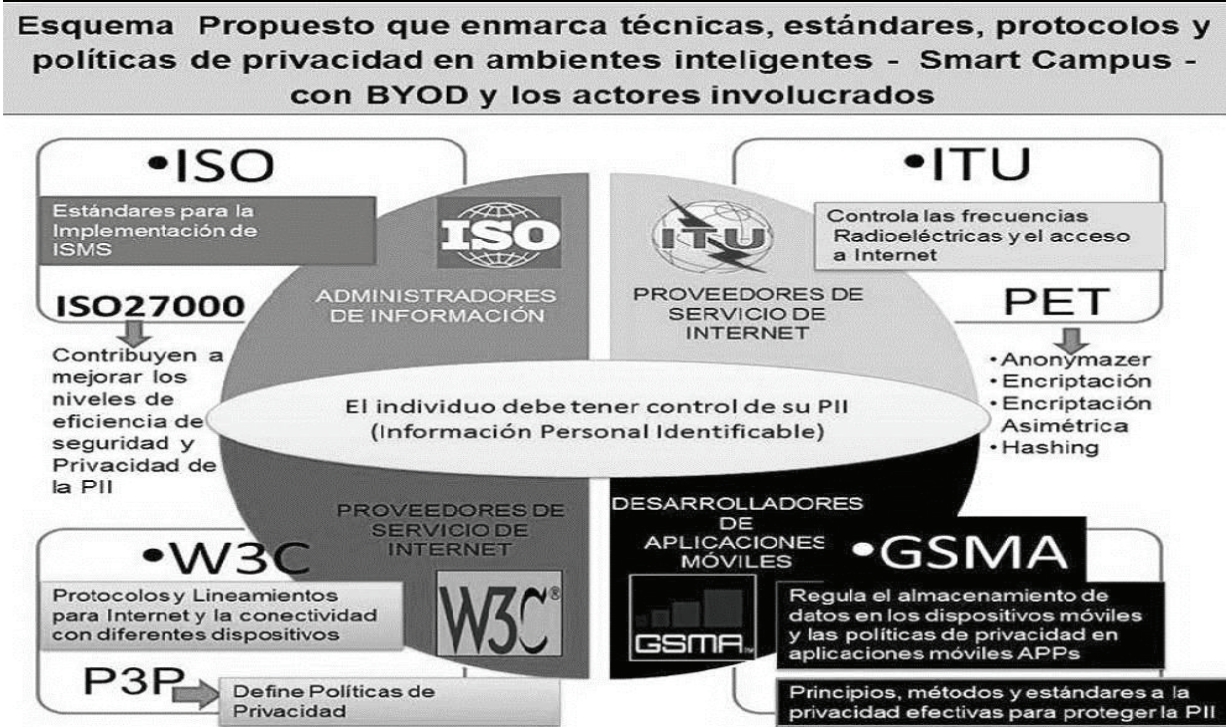 Esquema Propuesto que enmarca técnicas, estándares, protocolos y
políticas de privacidad en ambientes inteligentes - Smart Campus -
con BYOD y los actores involucrados
•ISO
Estándares para la
Implementación de
ISMS
ISO27000
Contribuyen a
mejorar los
niveles de
eficiencia de
seguridad y
Privacidad de
la PII
ISO
ADMINISTRADORES
DE INFORMACIÓN
ITU
PROVEEDORES DE
SERVICIO DE
INTERNET
•ITU
Controla las frecuencias
Radioeléctricas y el acceso
a Internet
PET
•Anonymazer
•Encriptación
•Encriptación
Asimétrica
•Hashing
El individuo debe tener control de su PII
(Información Personal Identificable)
•W3C
Protocolos y Lineamientos
para Internet y la conectividad
con diferentes dispositivos
P3P
Define Políticas de
Privacidad
PROVEEDORES DE
SERVICIO DE
INTERNET
W3C®
DESARROLLADORES
DE
APLICACIONES
MÓVILES
GSMA™
•GSMA
Regula el almacenamiento de
datos en los dispositivos móviles
y las políticas de privacidad en
aplicaciones móviles APPs
Principios, métodos y estándares a la
privacidad efectivas para proteger la PII